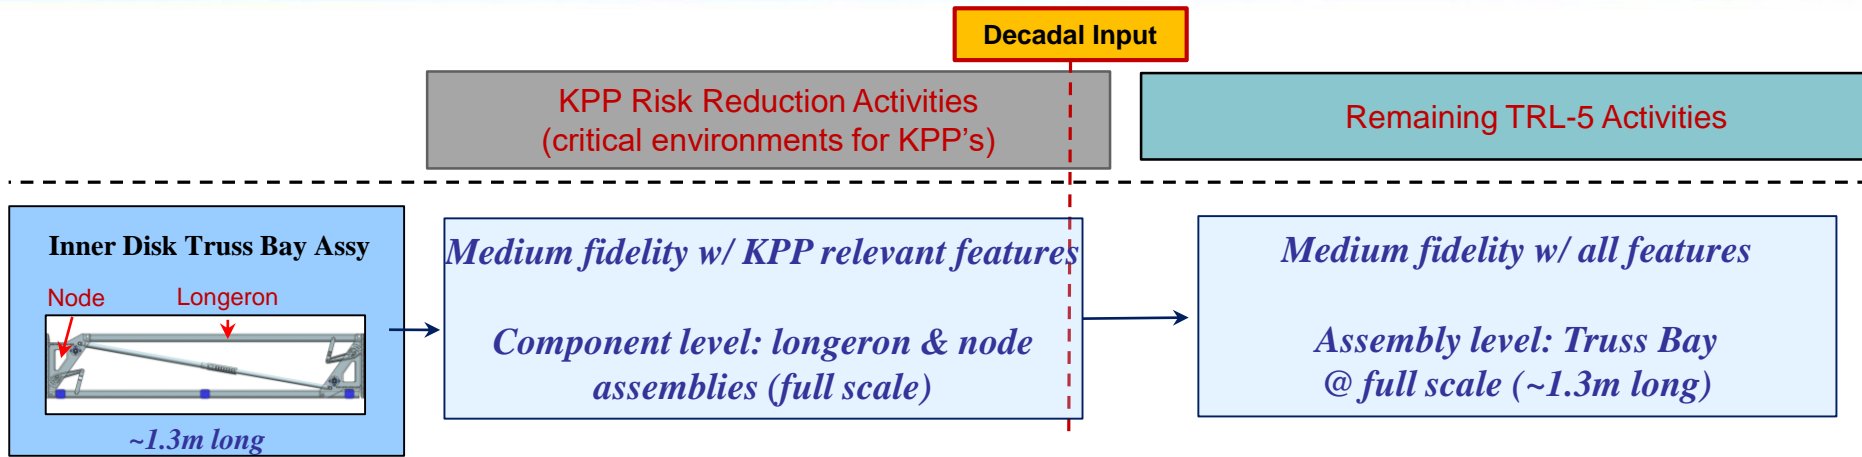 Decadal Input
KPP Risk Reduction Activities
(critical environments for KPP's)
Remaining TRL-5 Activities
Inner Disk Truss Bay Assy
Node
Longeron
~1.3m long
Medium fidelity w/ KPP relevant features
Component level: longeron & node
assemblies (full scale)
Medium fidelity w/ all features
Assembly level: Truss Bay
@ full scale (~1.3m long)